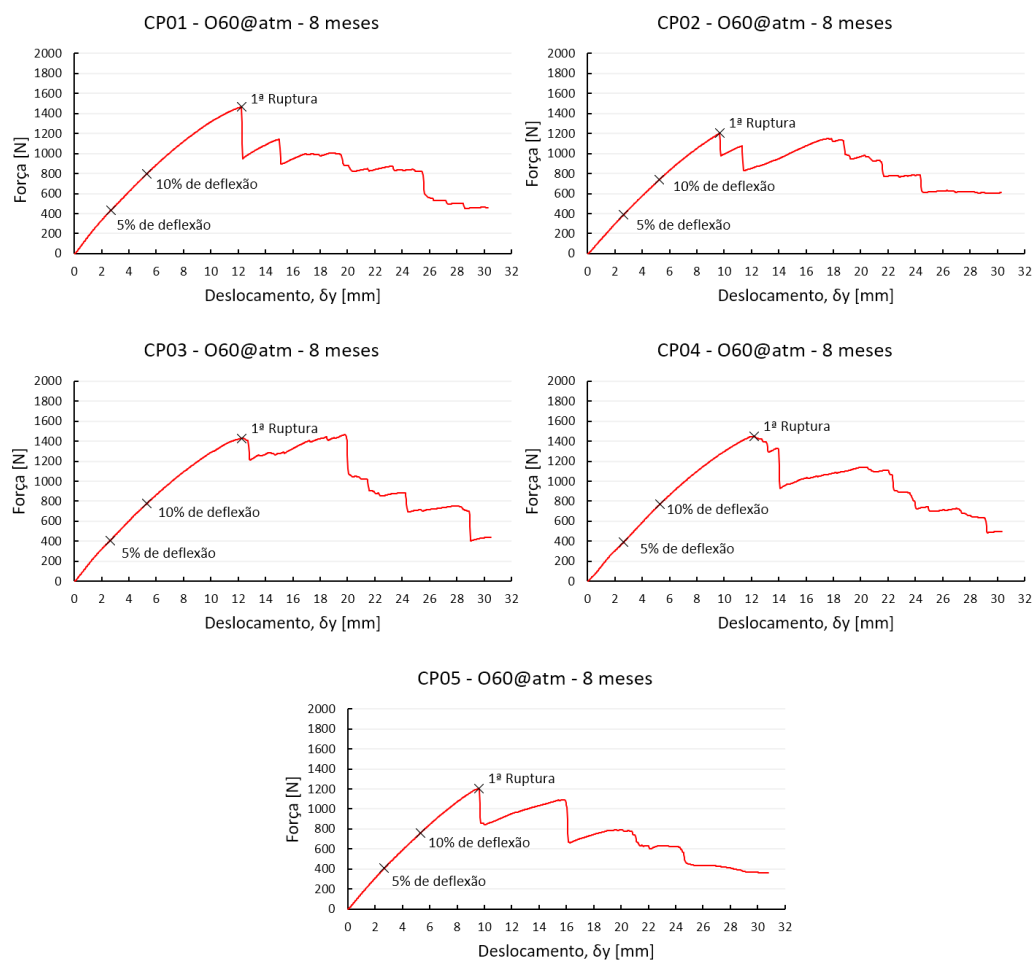 CP01 - O60@atm - 8 meses
Força [N]
2000
1800
1600
1400
1200
1000
800
600
400
200
0
1ª Ruptura
10% de deflexão
5% de deflexão
0 2 4 6 8 10 12 14 16 18 20 22 24 26 28 30 32
Deslocamento, δy [mm]
CP02 - O60@atm - 8 meses
Força [N]
2000
1800
1600
1400
1200
1000
800
600
400
200
0
1ª Ruptura
10% de deflexão
5% de deflexão
0 2 4 6 8 10 12 14 16 18 20 22 24 26 28 30 32
Deslocamento, δy [mm]
CP03 - O60@atm - 8 meses
Força [N]
2000
1800
1600
1400
1200
1000
800
600
400
200
0
1ª Ruptura
10% de deflexão
5% de deflexão
0 2 4 6 8 10 12 14 16 18 20 22 24 26 28 30 32
Deslocamento, δy [mm]
CP04 - O60@atm - 8 meses
Força [N]
2000
1800
1600
1400
1200
1000
800
600
400
200
0
1ª Ruptura
10% de deflexão
5% de deflexão
0 2 4 6 8 10 12 14 16 18 20 22 24 26 28 30 32
Deslocamento, δy [mm]
CP05 - O60@atm - 8 meses
Força [N]
2000
1800
1600
1400
1200
1000
800
600
400
200
0
1ª Ruptura
10% de deflexão
5% de deflexão
0 2 4 6 8 10 12 14 16 18 20 22 24 26 28 30 32
Deslocamento, δy [mm]